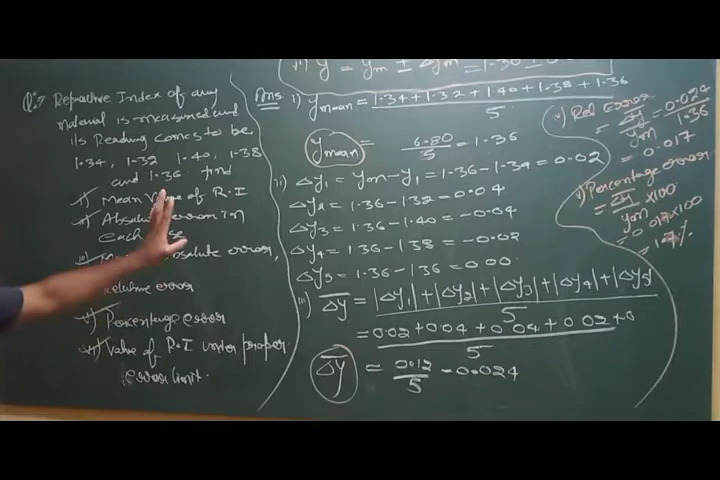 Q:→ Refractive Index of any
material is measured and
its Reading comes to be
1.34, 1.32 1.40, 1.38
and 1.36. find
i) Mean Value of R.I
ii) Absolute error in
each
absolute error,
Relative error
v) Percentage error
vi) Value of R.I under proper
error limit.
vi) y = ym ± Δym = 1.36 ±
Ans. i) ymean = 1.34+1.32+1.40+1.38+1.36
5
ymean = 6.80/5 = 1.36
ii) Δy1 = ym - y1 = 1.36-1.34 = 0.02
Δy2 = 1.36-1.32 = 0.04
Δy3 = 1.36-1.40 = -0.04
Δy4 = 1.36-1.38 = -0.02
Δy5 = 1.36-1.36 = 0.00
iii) Δy = |Δy1|+|Δy2|+|Δy3|+|Δy4|+|Δy5|
5
= 0.02+0.04+0.04+0.02+0
5
Δy = 0.12/5 = 0.024
iv) Rel error
= Δy/ym = 0.024/1.36
= 0.017
v) Percentage error
= Δy/ym ×100
= 0.017×100
= 1.7%